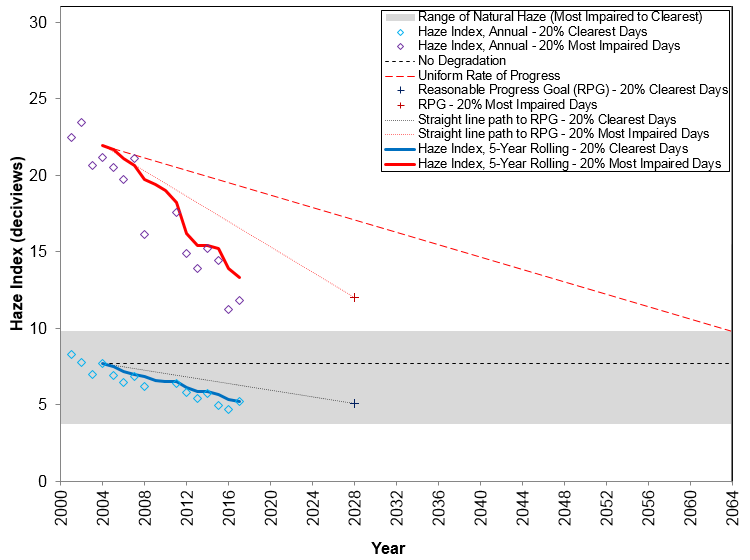 Range of Natural Haze (Most Impaired to Clearest)
Haze Index, Annual - 20% Clearest Days
Haze Index, Annual - 20% Most Impaired Days
No Degradation
Uniform Rate of Progress
Reasonable Progress Goal (RPG) - 20% Clearest Days
RPG - 20% Most Impaired Days
Straight line path to RPG - 20% Clearest Days
Straight line path to RPG - 20% Most Impaired Days
Haze Index, 5-Year Rolling - 20% Clearest Days
Haze Index, 5-Year Rolling - 20% Most Impaired Days
Haze Index (deciviews)
30
25
20
15
10
5
0
2000 2004 2008 2012 2016 2020 2024 2028 2032 2036 2040 2044 2048 2052 2056 2060 2064
Year